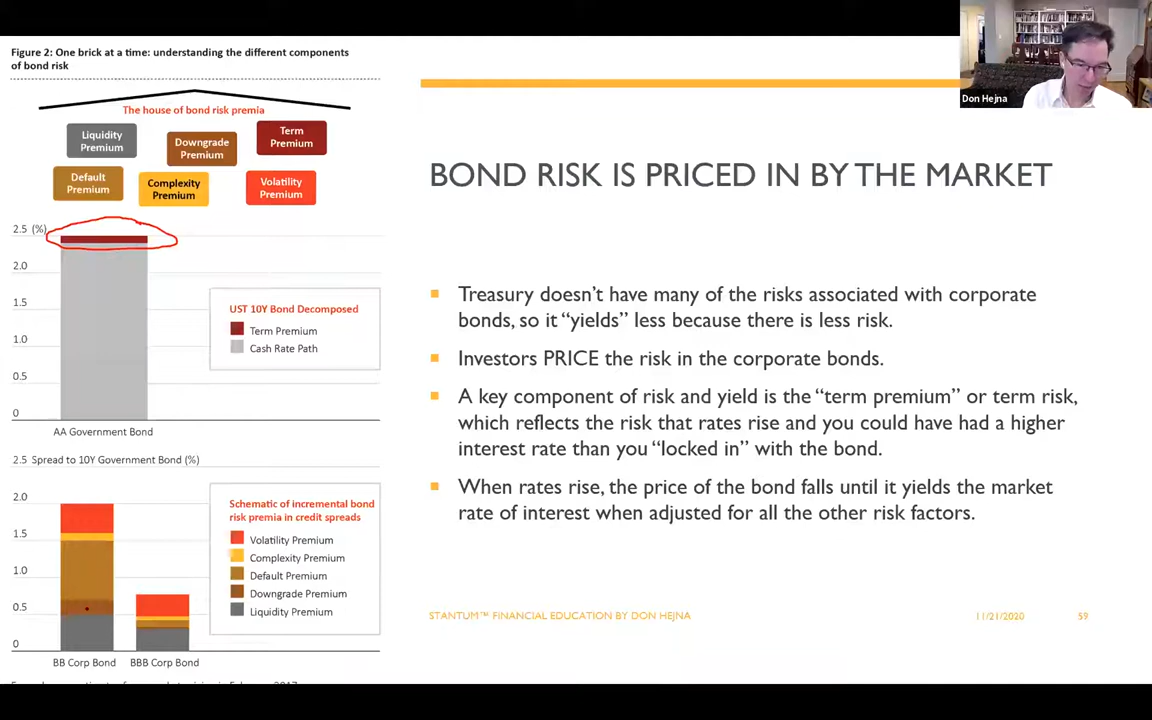 Figure 2: One brick at a time: understanding the different components
of bond risk
The house of bond risk premia
Liquidity
Premium
Downgrade
Premium
Term
Premium
Default
Premium
Complexity
Premium
Volatility
Premium
2.5 (%)
2.0
1.5
1.0
0.5
0
UST 10Y Bond Decomposed
Term Premium
Cash Rate Path
AA Government Bond
2.5 Spread to 10Y Government Bond (%)
2.0
1.5
1.0
0.5
0
Schematic of incremental bond
risk premia in credit spreads
Volatility Premium
Complexity Premium
Default Premium
Downgrade Premium
Liquidity Premium
BB Corp Bond
BBB Corp Bond
Don Hejna
BOND RISK IS PRICED IN BY THE MARKET
Treasury doesn't have many of the risks associated with corporate
bonds, so it “yields” less because there is less risk.
Investors PRICE the risk in the corporate bonds.
A key component of risk and yield is the “term premium” or term risk,
which reflects the risk that rates rise and you could have had a higher
interest rate than you “locked in” with the bond.
When rates rise, the price of the bond falls until it yields the market
rate of interest when adjusted for all the other risk factors.
STANTUM™ FINANCIAL EDUCATION BY DON HEJNA
11/21/2020
59